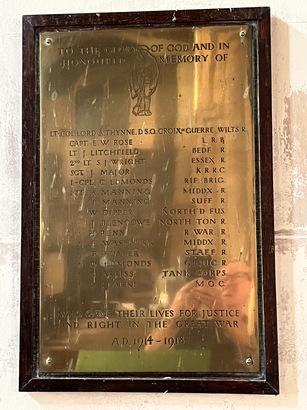 TO THE GLORY OF GOD AND IN
HONOURED MEMORY OF
LT COL LORD A THYNNE. D.S.O. CROIX GUERRE WILTS R.
CAPT E. W. ROSE L. R. B
LT J LITCHFIELD BEDF R
2ND LT S. J. WRIGHT ESSEX R
SGT J MAJOR K R R C
L-CPL C EDMONDS RIF BRIG
MANNING MIDDX R
MANNING SUFF R
W DIPPER NORTH'D FUS
NORTH'TON R
PENN R WAR R
MIDDX. R
STAFF R
EDMONDS R
TANK CORPS
M.G.C.
WHO GAVE THEIR LIVES FOR JUSTICE
AND RIGHT IN THE GREAT WAR
A.D. 1914-1918